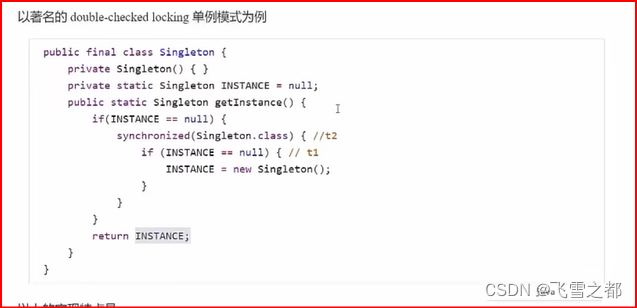 以著名的 double-checked locking 单例模式为例
public final class Singleton {
    private Singleton() { }
    private static Singleton INSTANCE = null;
    public static Singleton getInstance() {
        if(INSTANCE == null) {
            synchronized(Singleton.class) { //t2
                if (INSTANCE == null) { // t1
                    INSTANCE = new Singleton();
                }
            }
        }
        return INSTANCE;
    }
}
CSDN @飞雪之都